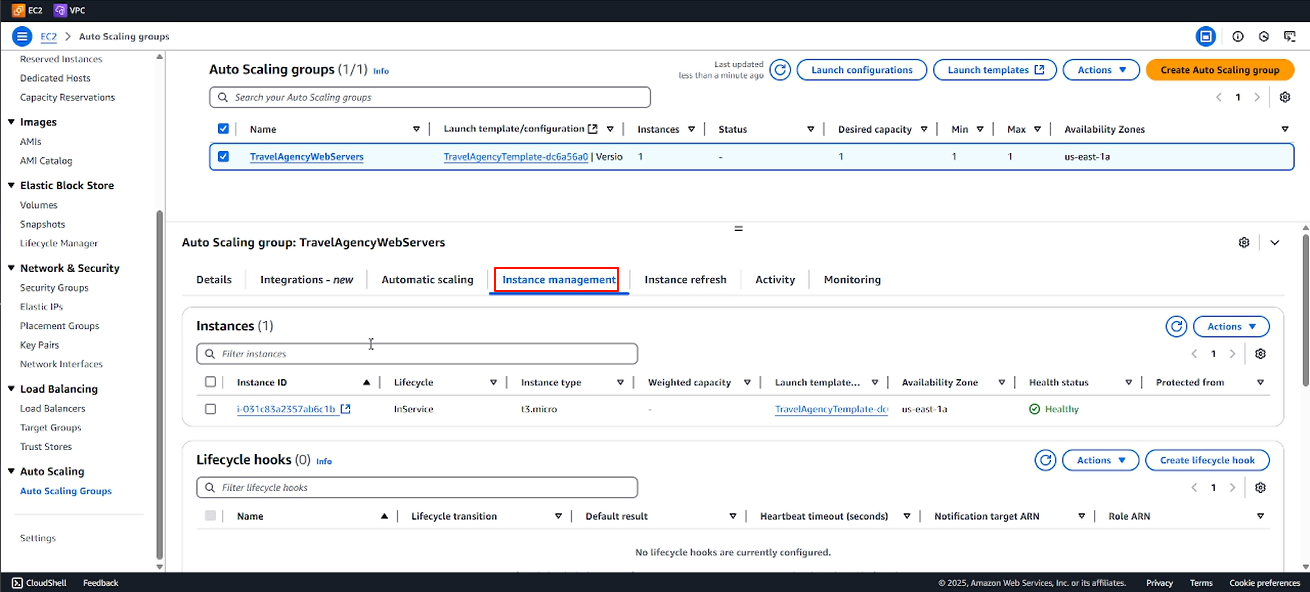 EC2 VPC
EC2 > Auto Scaling groups
Reserved Instances
Dedicated Hosts
Capacity Reservations
Images
AMIs
AMI Catalog
Elastic Block Store
Volumes
Snapshots
Lifecycle Manager
Network & Security
Security Groups
Elastic IPs
Placement Groups
Key Pairs
Network Interfaces
Load Balancing
Load Balancers
Target Groups
Trust Stores
Auto Scaling
Auto Scaling Groups
Settings
Auto Scaling groups (1/1) Info
Last updated
less than a minute ago
Launch configurations Launch templates Actions Create Auto Scaling group
Search your Auto Scaling groups
1
Name Launch template/configuration Instances Status Desired capacity Min Max Availability Zones
TravelAgencyWebServers TravelAgencyTemplate-dc6a56a0 | Versio 1 - 1 1 1 us-east-1a
Auto Scaling group: TravelAgencyWebServers
Details Integrations - new Automatic scaling Instance management Instance refresh Activity Monitoring
Instances (1)
Actions
Filter instances
1
Instance ID Lifecycle Instance type Weighted capacity Launch template... Availability Zone Health status Protected from
i-031c83a2357ab6c1b InService t3.micro - TravelAgencyTemplate-dc us-east-1a Healthy
Lifecycle hooks (0) Info
Actions Create lifecycle hook
Filter lifecycle hooks
1
Name Lifecycle transition Default result Heartbeat timeout (seconds) Notification target ARN Role ARN
No lifecycle hooks are currently configured.
CloudShell Feedback © 2025, Amazon Web Services, Inc. or its affiliates. Privacy Terms Cookie preferences